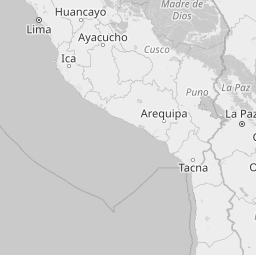 Madre de
Dios
Huancayo
Lima
Ayacucho
Cusco
Ica
Puno
La Paz
Arequipa
La Paz
Tacna